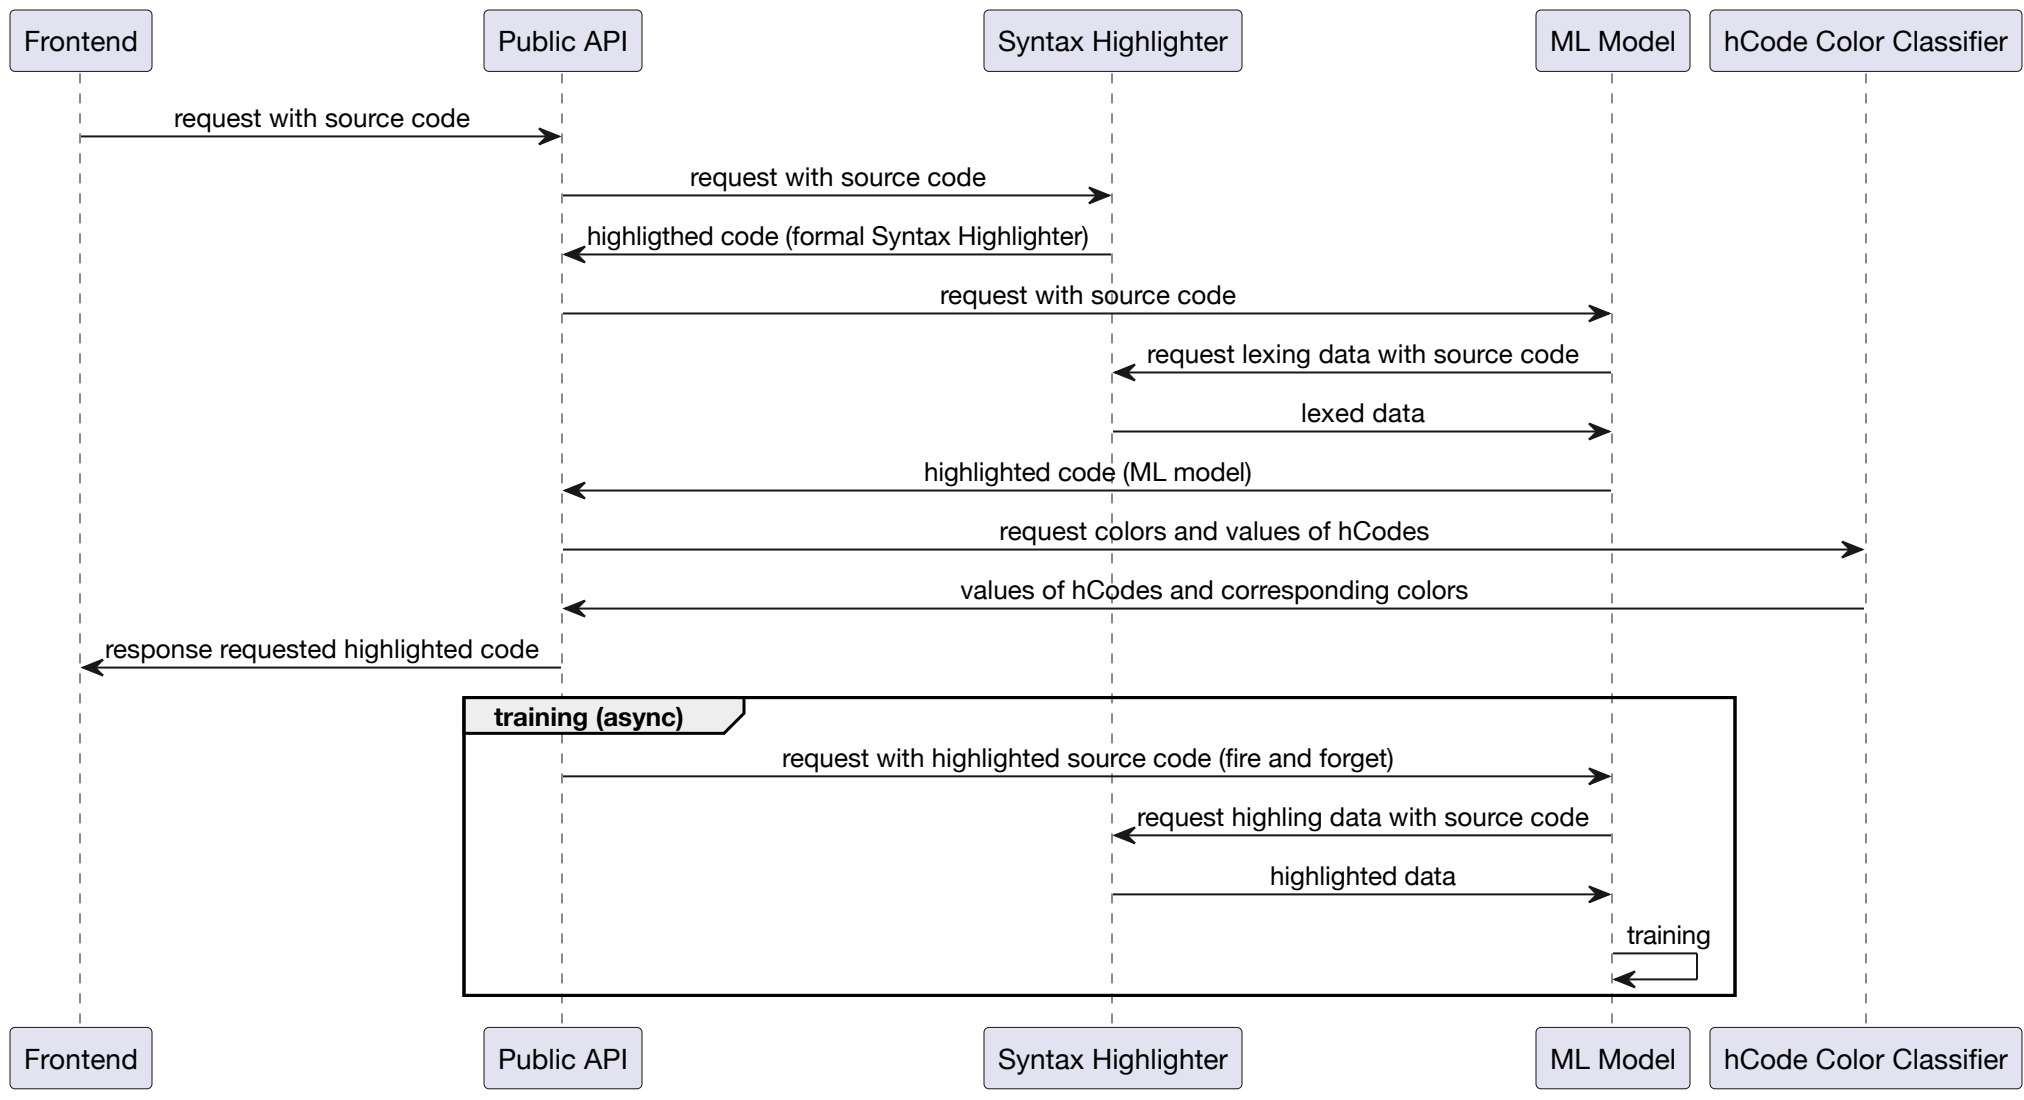 Frontend
Public API
Syntax Highlighter
ML Model
hCode Color Classifier
request with source code
request with source code
highligthed code (formal Syntax Highlighter)
request with source code
request lexing data with source code
lexed data
highlighted code (ML model)
request colors and values of hCodes
values of hCodes and corresponding colors
response requested highlighted code
training (async)
request with highlighted source code (fire and forget)
request highling data with source code
highlighted data
training
Frontend
Public API
Syntax Highlighter
ML Model
hCode Color Classifier